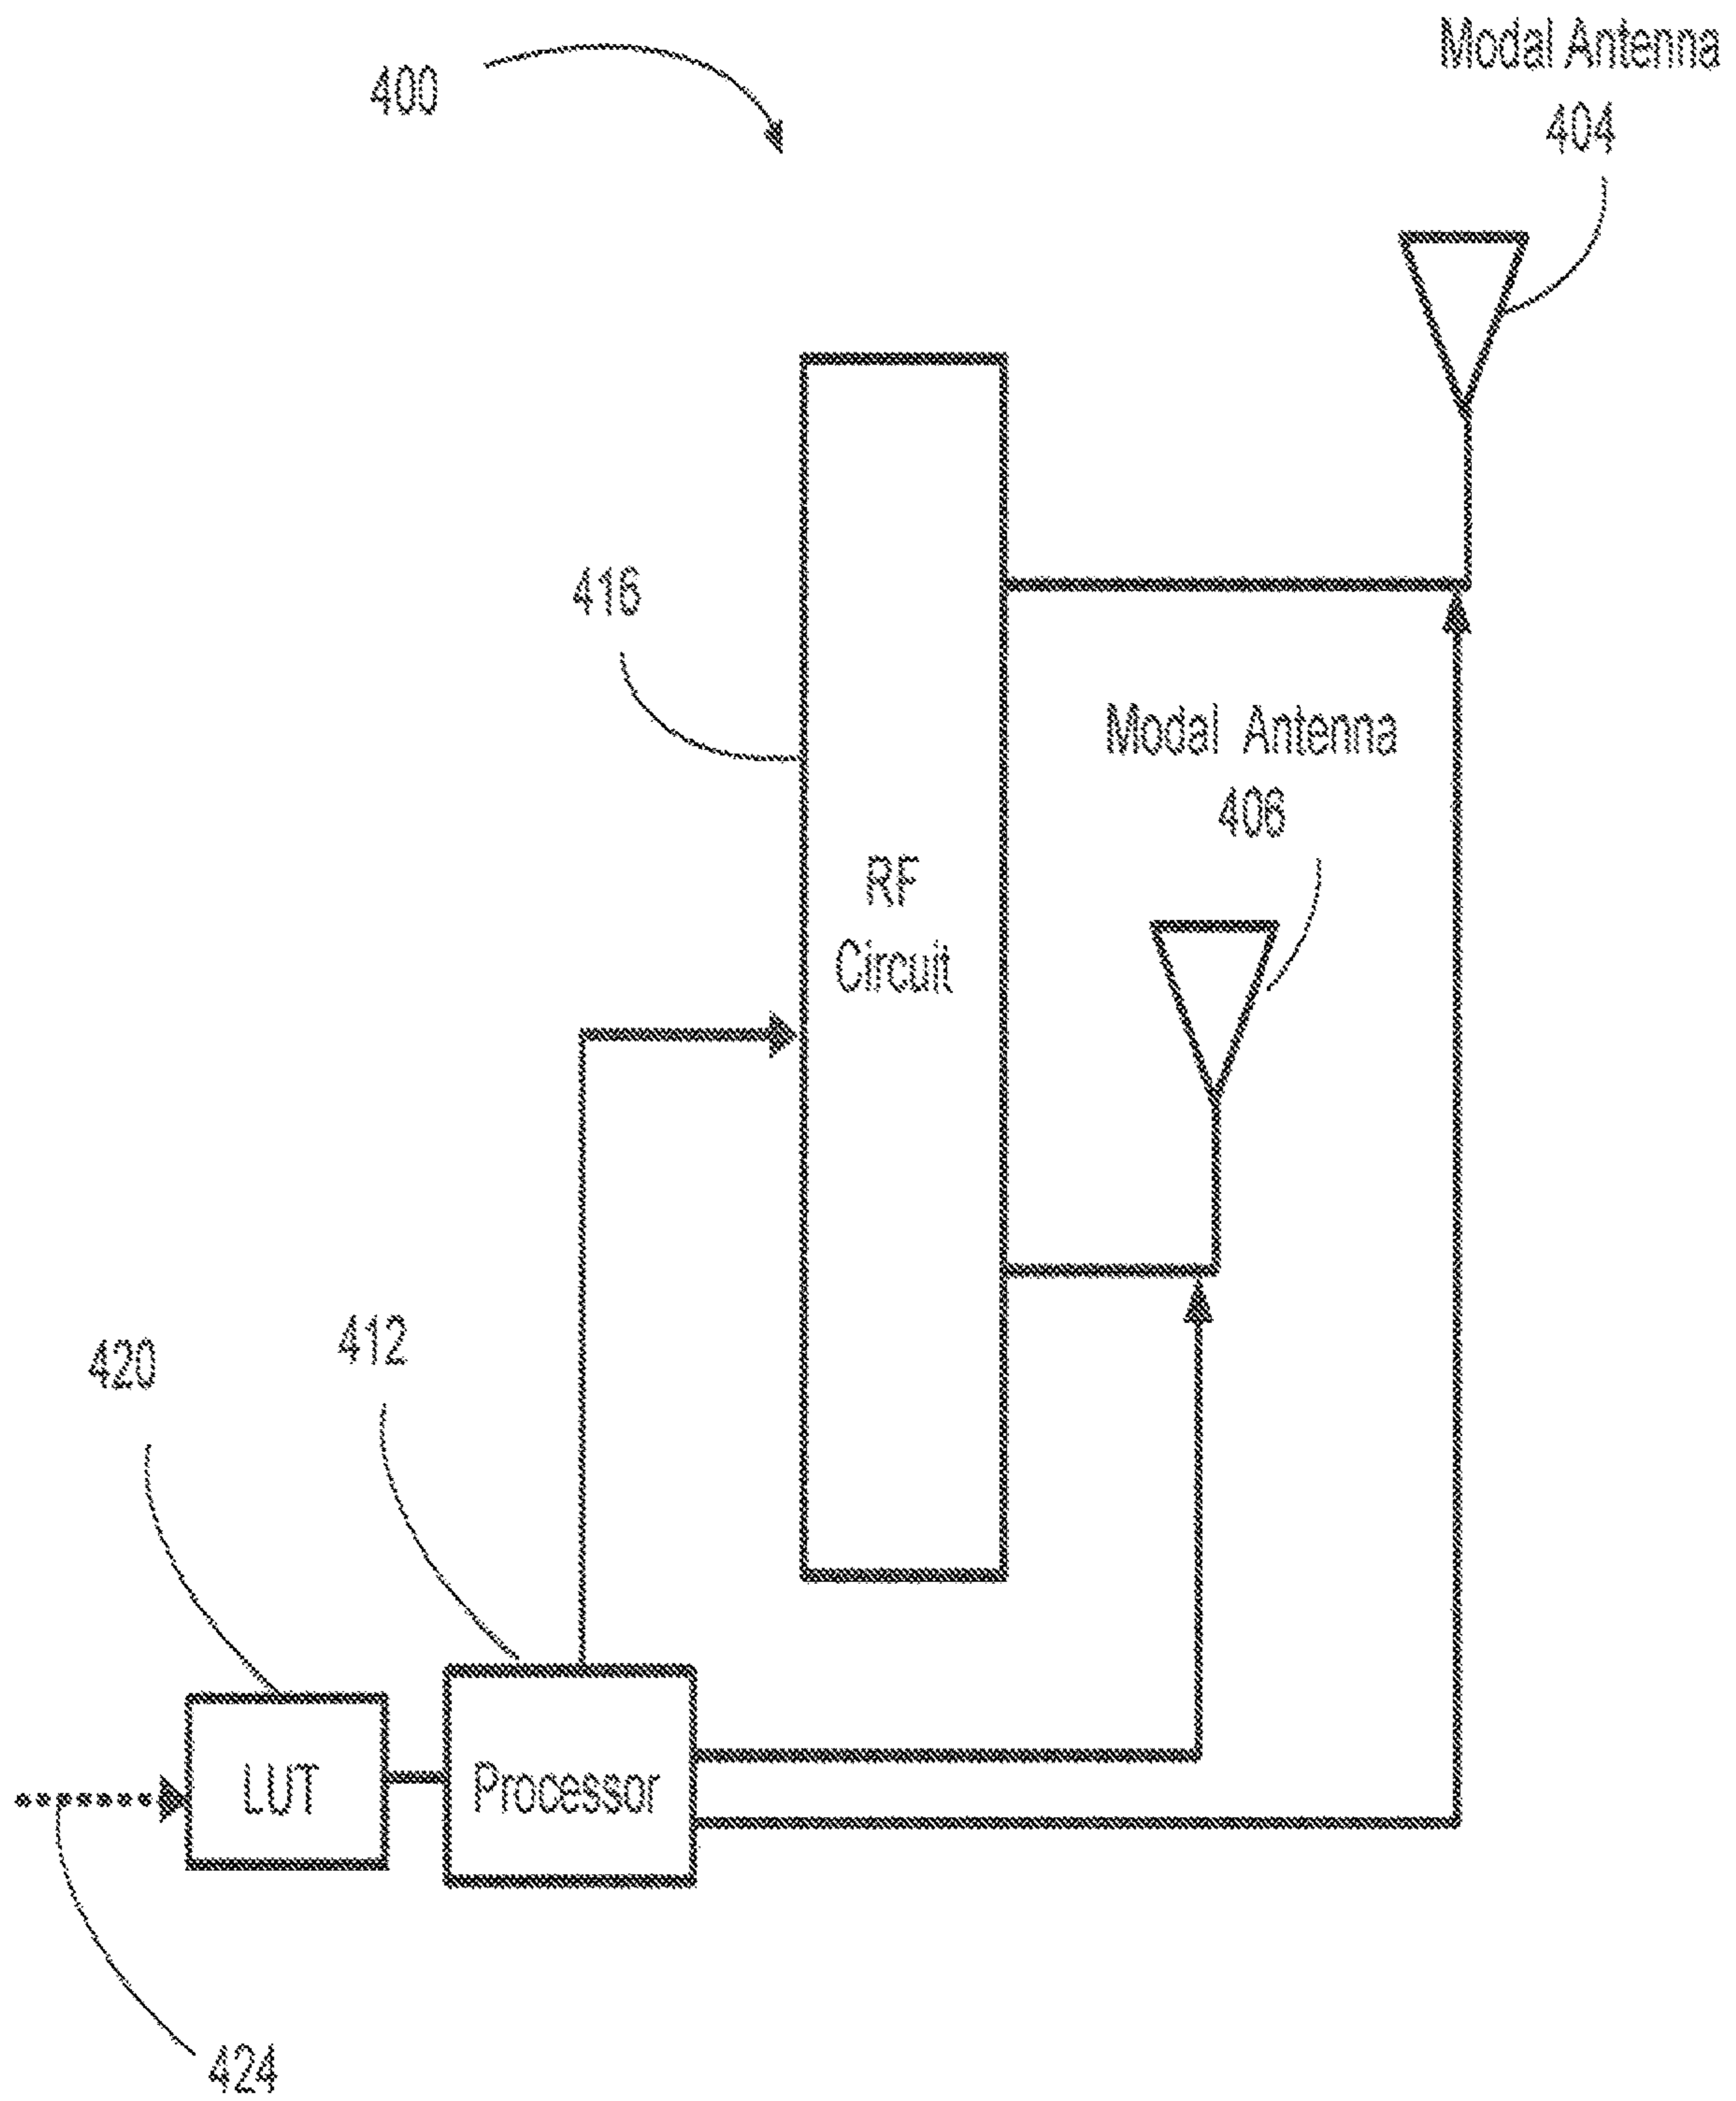 Modal Antenna
404
400
416
Modal Antenna
406
RF
Circuit
412
420
LUT
Processor
424